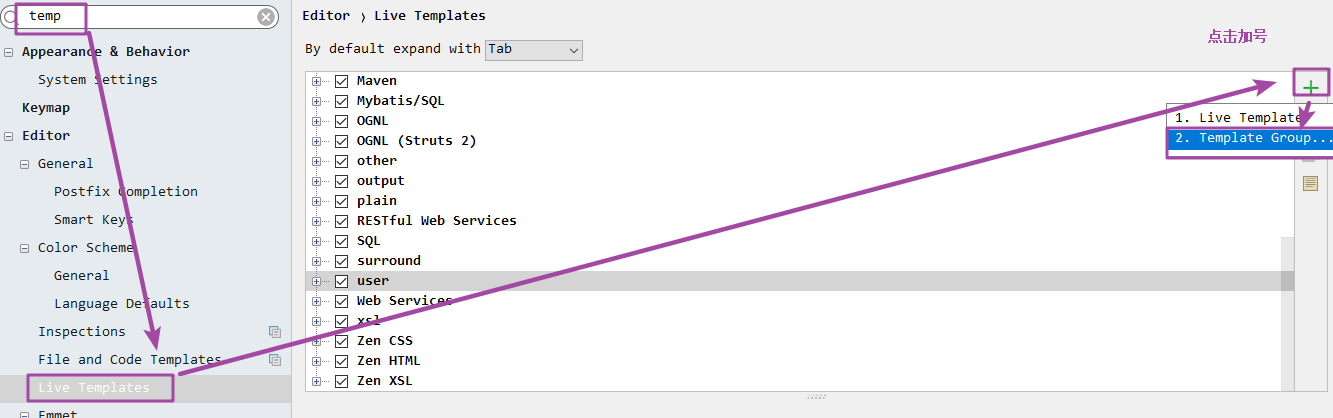 temp
Appearance & Behavior
System Settings
Keymap
Editor
General
Postfix Completion
Smart Keys
Color Scheme
General
Language Defaults
Inspections
File and Code Templates
Live Templates
Emmet
Editor › Live Templates
点击加号
By default expand with Tab
Maven
Mybatis/SQL
OGNL
OGNL (Struts 2)
other
output
plain
RESTful Web Services
SQL
surround
user
Web Services
xsl
Zen CSS
Zen HTML
Zen XSL
1. Live Template
2. Template Group...